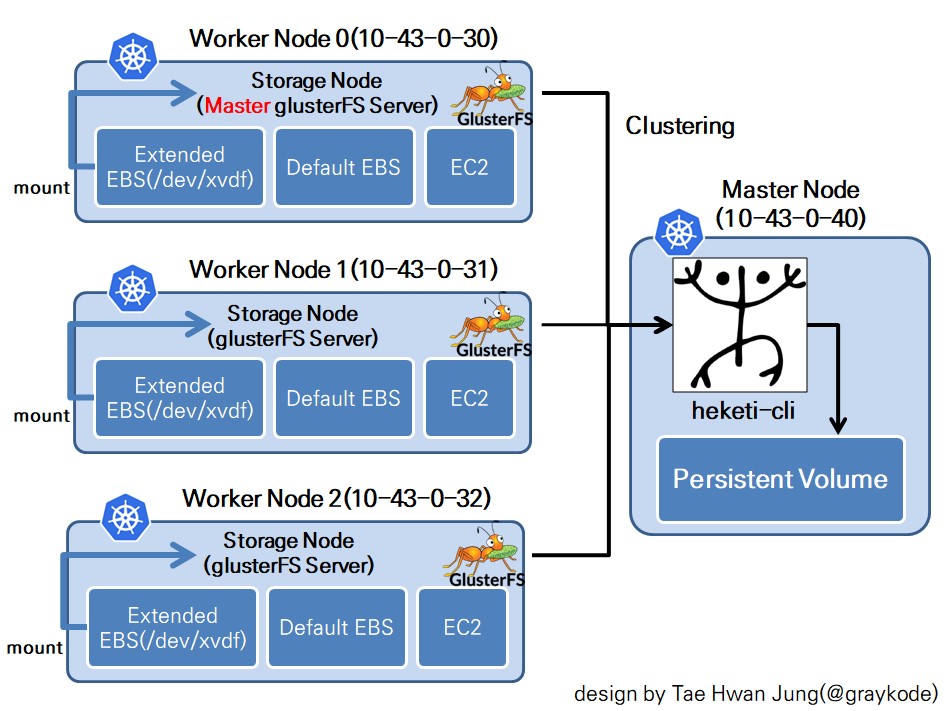 Worker Node 0(10-43-0-30)
Storage Node
(Master glusterFS Server)
GlusterFS
Extended
EBS(/dev/xvdf)
Default EBS
EC2
mount
Clustering
Worker Node 1(10-43-0-31)
Storage Node
(glusterFS Server)
GlusterFS
Extended
EBS(/dev/xvdf)
Default EBS
EC2
mount
Worker Node 2(10-43-0-32)
Storage Node
(glusterFS Server)
GlusterFS
Extended
EBS(/dev/xvdf)
Default EBS
EC2
mount
Master Node
(10-43-0-40)
heketi-cli
Persistent Volume
design by Tae Hwan Jung(@graykode)